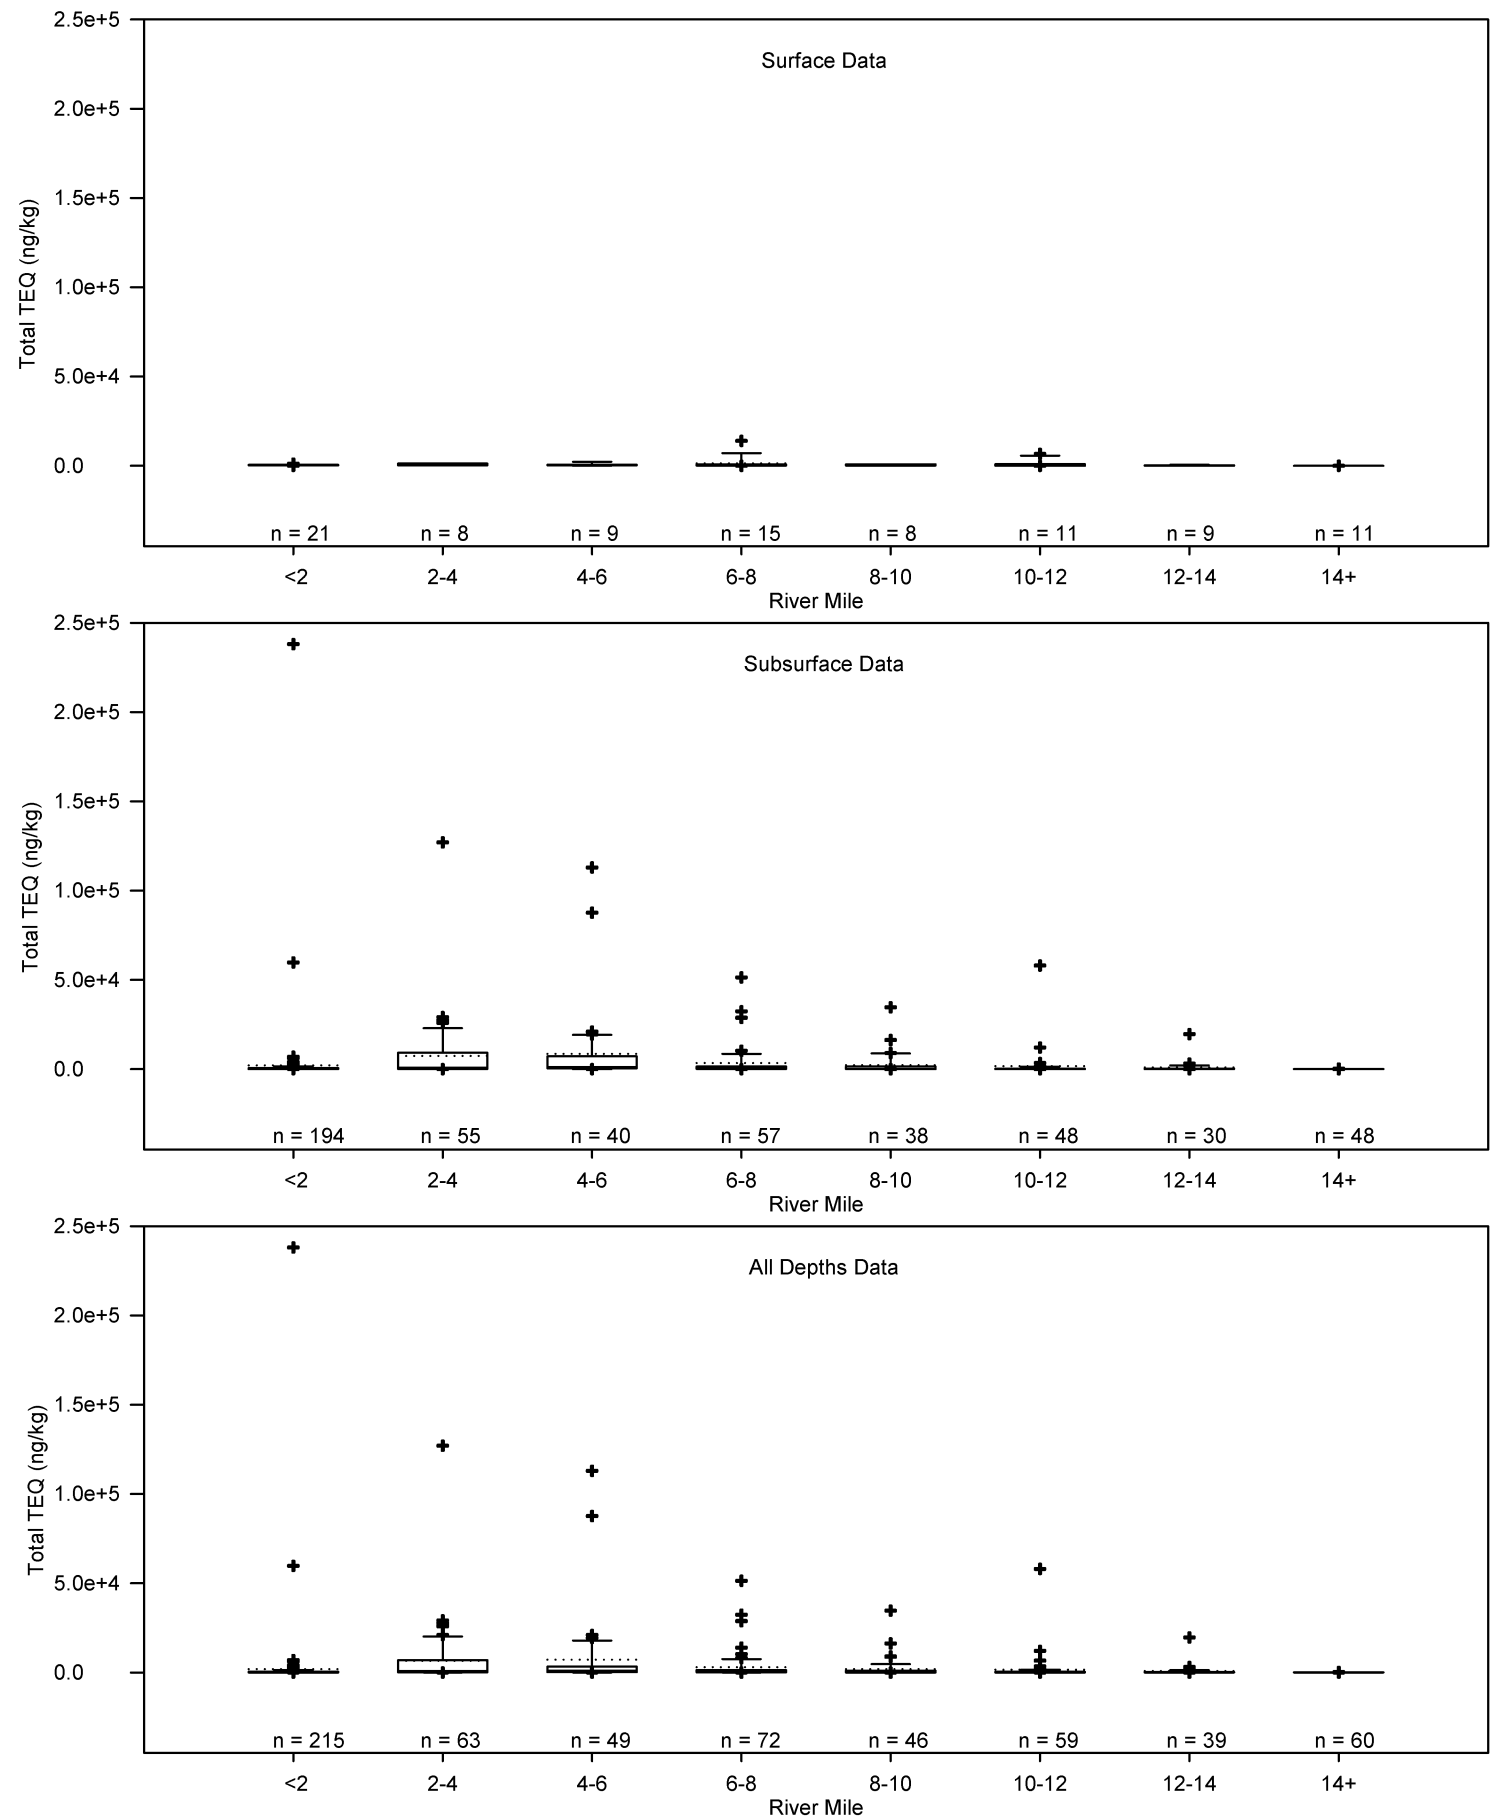 Surface Data
Total TEQ (ng/kg)
2.5e+5
2.0e+5
1.5e+5
1.0e+5
5.0e+4
0.0
n = 21 n = 8 n = 9 n = 15 n = 8 n = 11 n = 9 n = 11
<2 2-4 4-6 6-8 8-10 10-12 12-14 14+
River Mile
Subsurface Data
Total TEQ (ng/kg)
2.5e+5
2.0e+5
1.5e+5
1.0e+5
5.0e+4
0.0
n = 194 n = 55 n = 40 n = 57 n = 38 n = 48 n = 30 n = 48
<2 2-4 4-6 6-8 8-10 10-12 12-14 14+
River Mile
All Depths Data
Total TEQ (ng/kg)
2.5e+5
2.0e+5
1.5e+5
1.0e+5
5.0e+4
0.0
n = 215 n = 63 n = 49 n = 72 n = 46 n = 59 n = 39 n = 60
<2 2-4 4-6 6-8 8-10 10-12 12-14 14+
River Mile